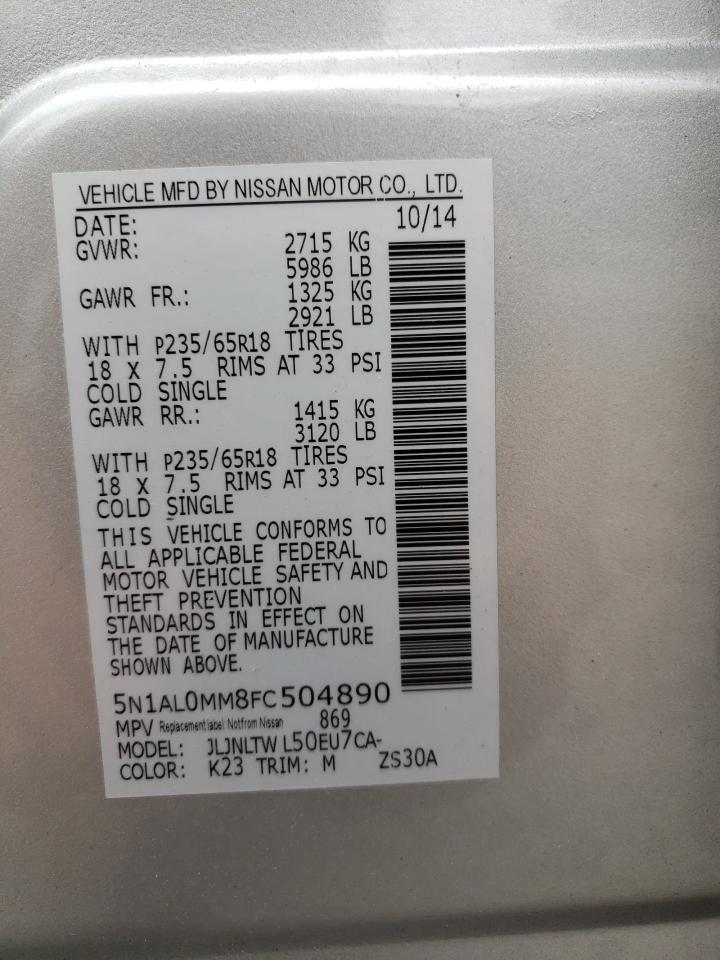 VEHICLE MFD BY NISSAN MOTOR CO., LTD.
DATE: 10/14
GVWR: 2715 KG
5986 LB
GAWR FR.: 1325 KG
2921 LB
WITH P235/65R18 TIRES
18 X 7.5 RIMS AT 33 PSI
COLD SINGLE
GAWR RR.: 1415 KG
3120 LB
WITH P235/65R18 TIRES
18 X 7.5 RIMS AT 33 PSI
COLD SINGLE
THIS VEHICLE CONFORMS TO
ALL APPLICABLE FEDERAL
MOTOR VEHICLE SAFETY AND
THEFT PREVENTION
STANDARDS IN EFFECT ON
THE DATE OF MANUFACTURE
SHOWN ABOVE.
5N1AL0MM8FC504890
MPV Replacement label: Not from Nissan 869
MODEL: JLJNLTW L50EU7CA-
COLOR: K23 TRIM: M ZS30A